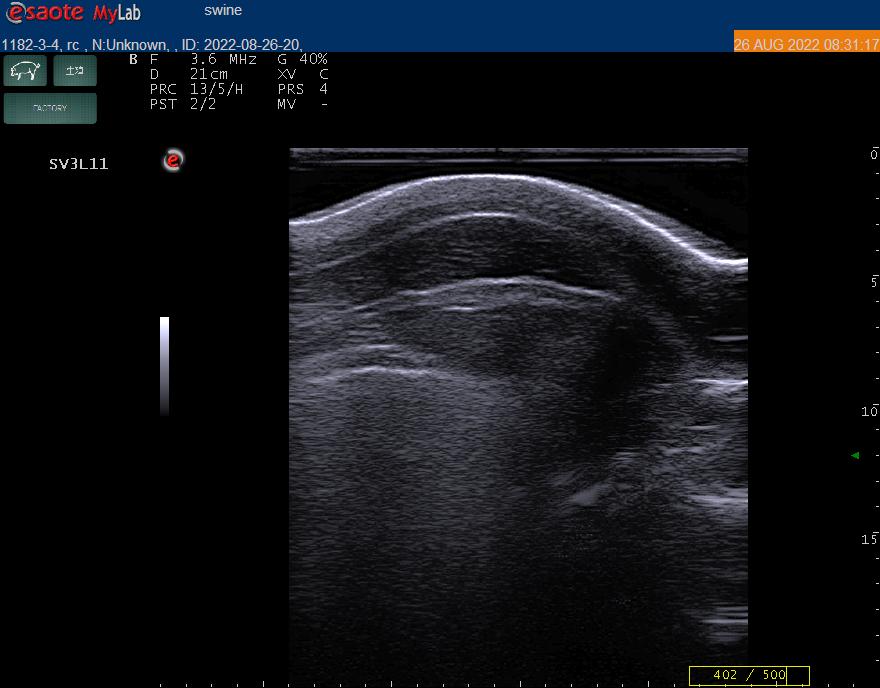 esaote MyLab
swine
1182-3-4, rc , N:Unknown, , ID: 2022-08-26-20,
26 AUG 2022 08:31:17
B F 3.6 MHz G 40%
D 21cm XV C
PRC 13/5/H PRS 4
PST 2/2 MV -
FACTORY
SV3L11
e
0
5
10
15
402 / 500